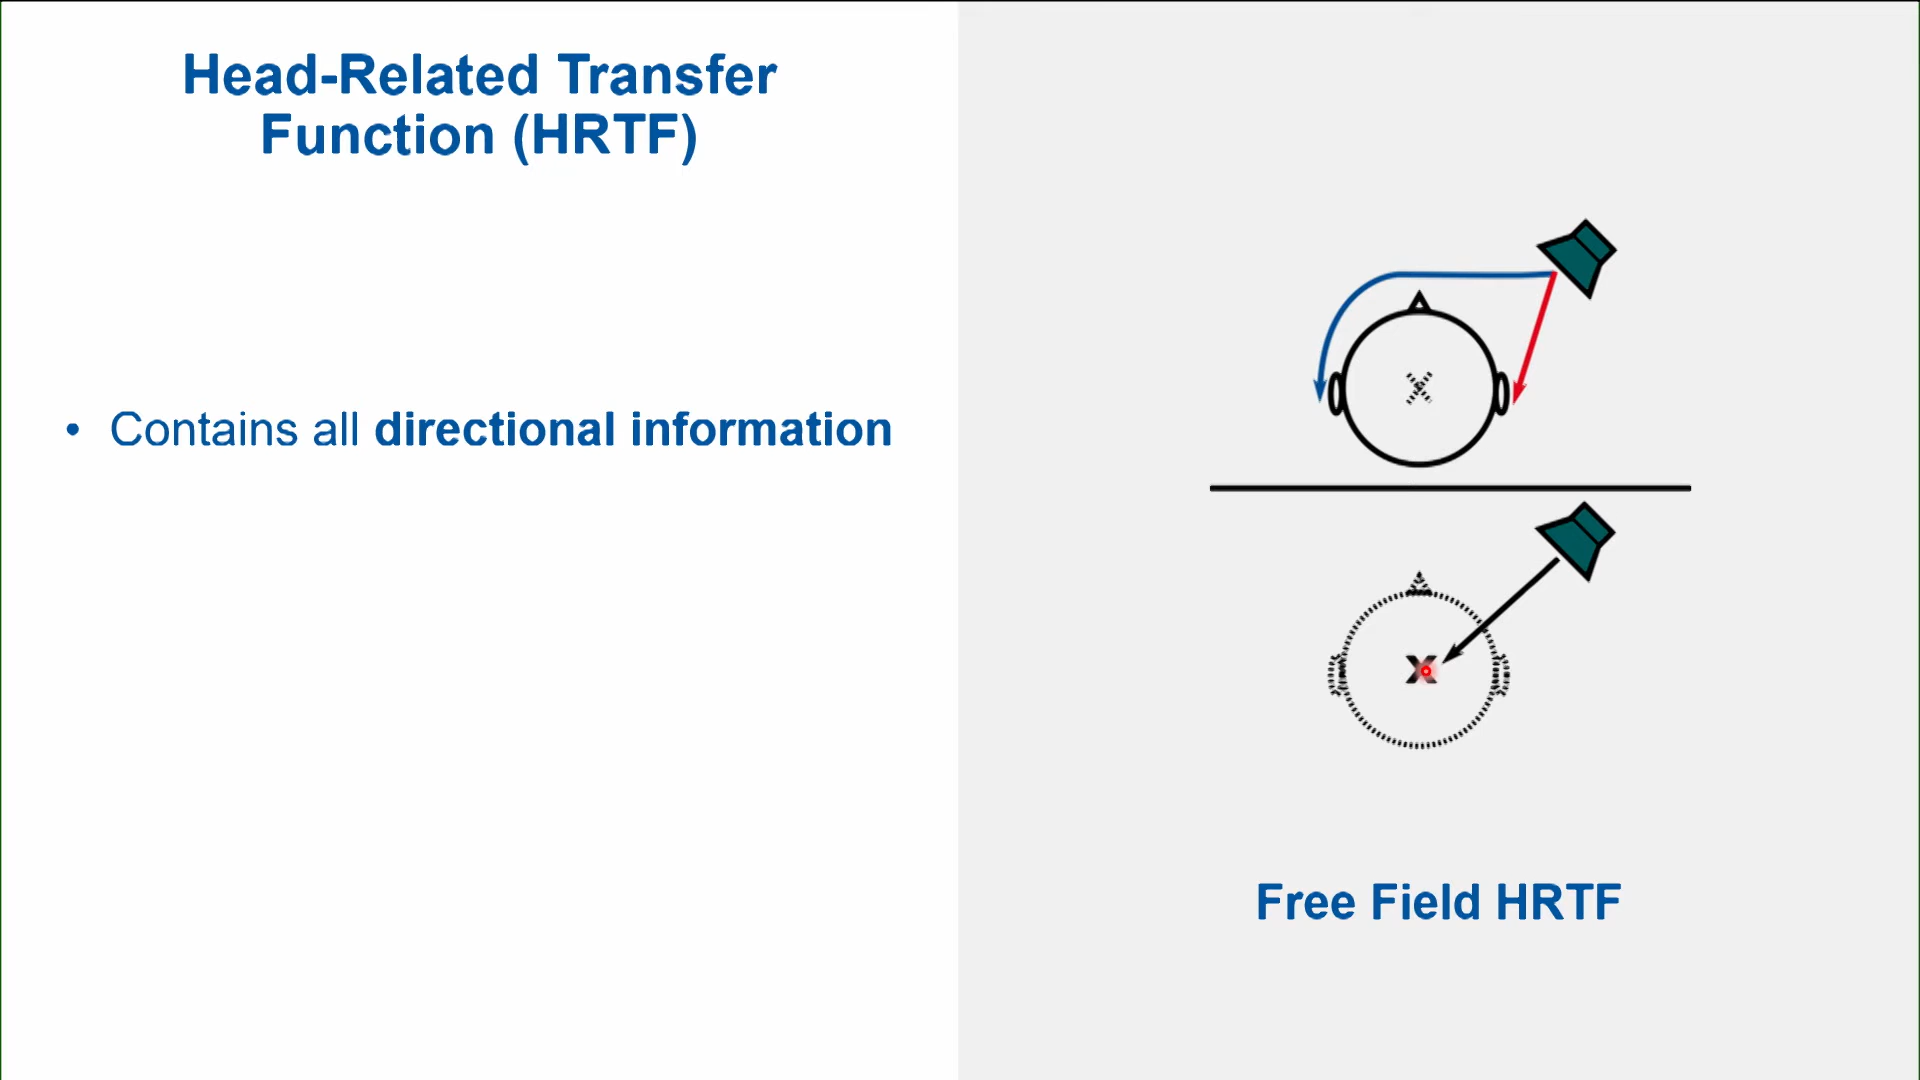 Head-Related Transfer
Function (HRTF)
• Contains all directional information
X
X
Free Field HRTF